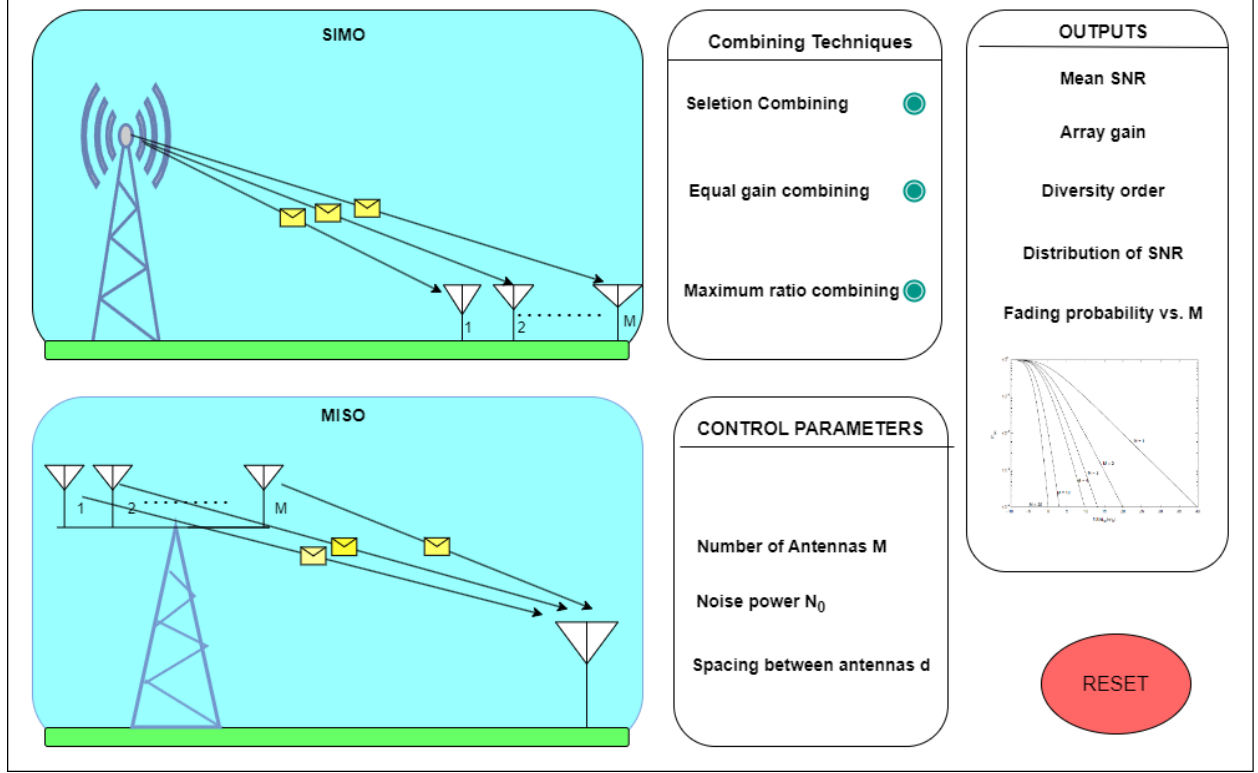 SIMO
1
2
M
MISO
1
2
M
Combining Techniques
Seletion Combining
Equal gain combining
Maximum ratio combining
CONTROL PARAMETERS
Number of Antennas M
Noise power N₀
Spacing between antennas d
OUTPUTS
Mean SNR
Array gain
Diversity order
Distribution of SNR
Fading probability vs. M
RESET